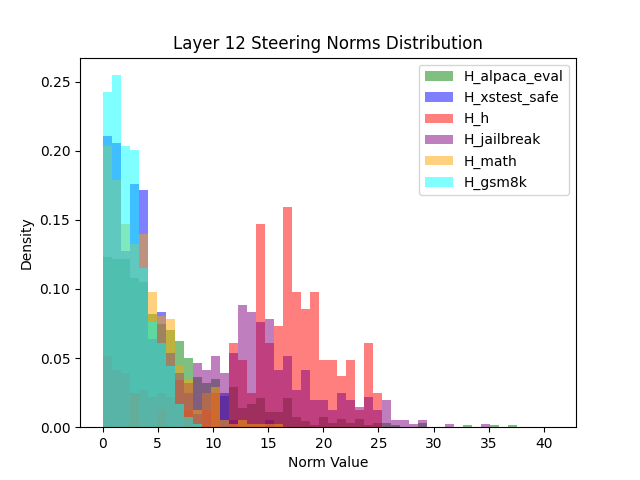 Layer 12 Steering Norms Distribution
H_alpaca_eval
H_xstest_safe
H_h
H_jailbreak
H_math
H_gsm8k
Density
0.25
0.20
0.15
0.10
0.05
0.00
0 5 10 15 20 25 30 35 40
Norm Value